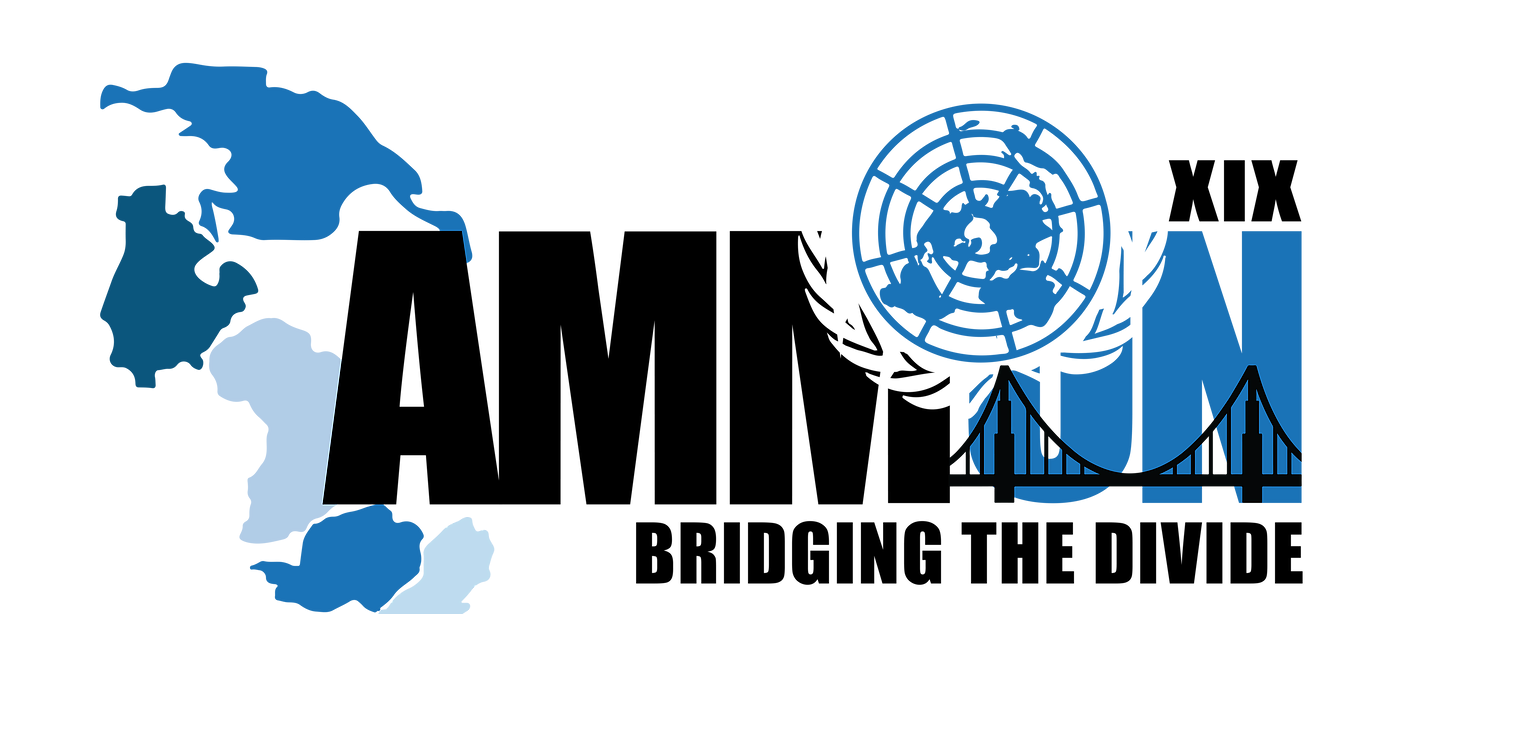 XIX
AMMUN
BRIDGING THE DIVIDE